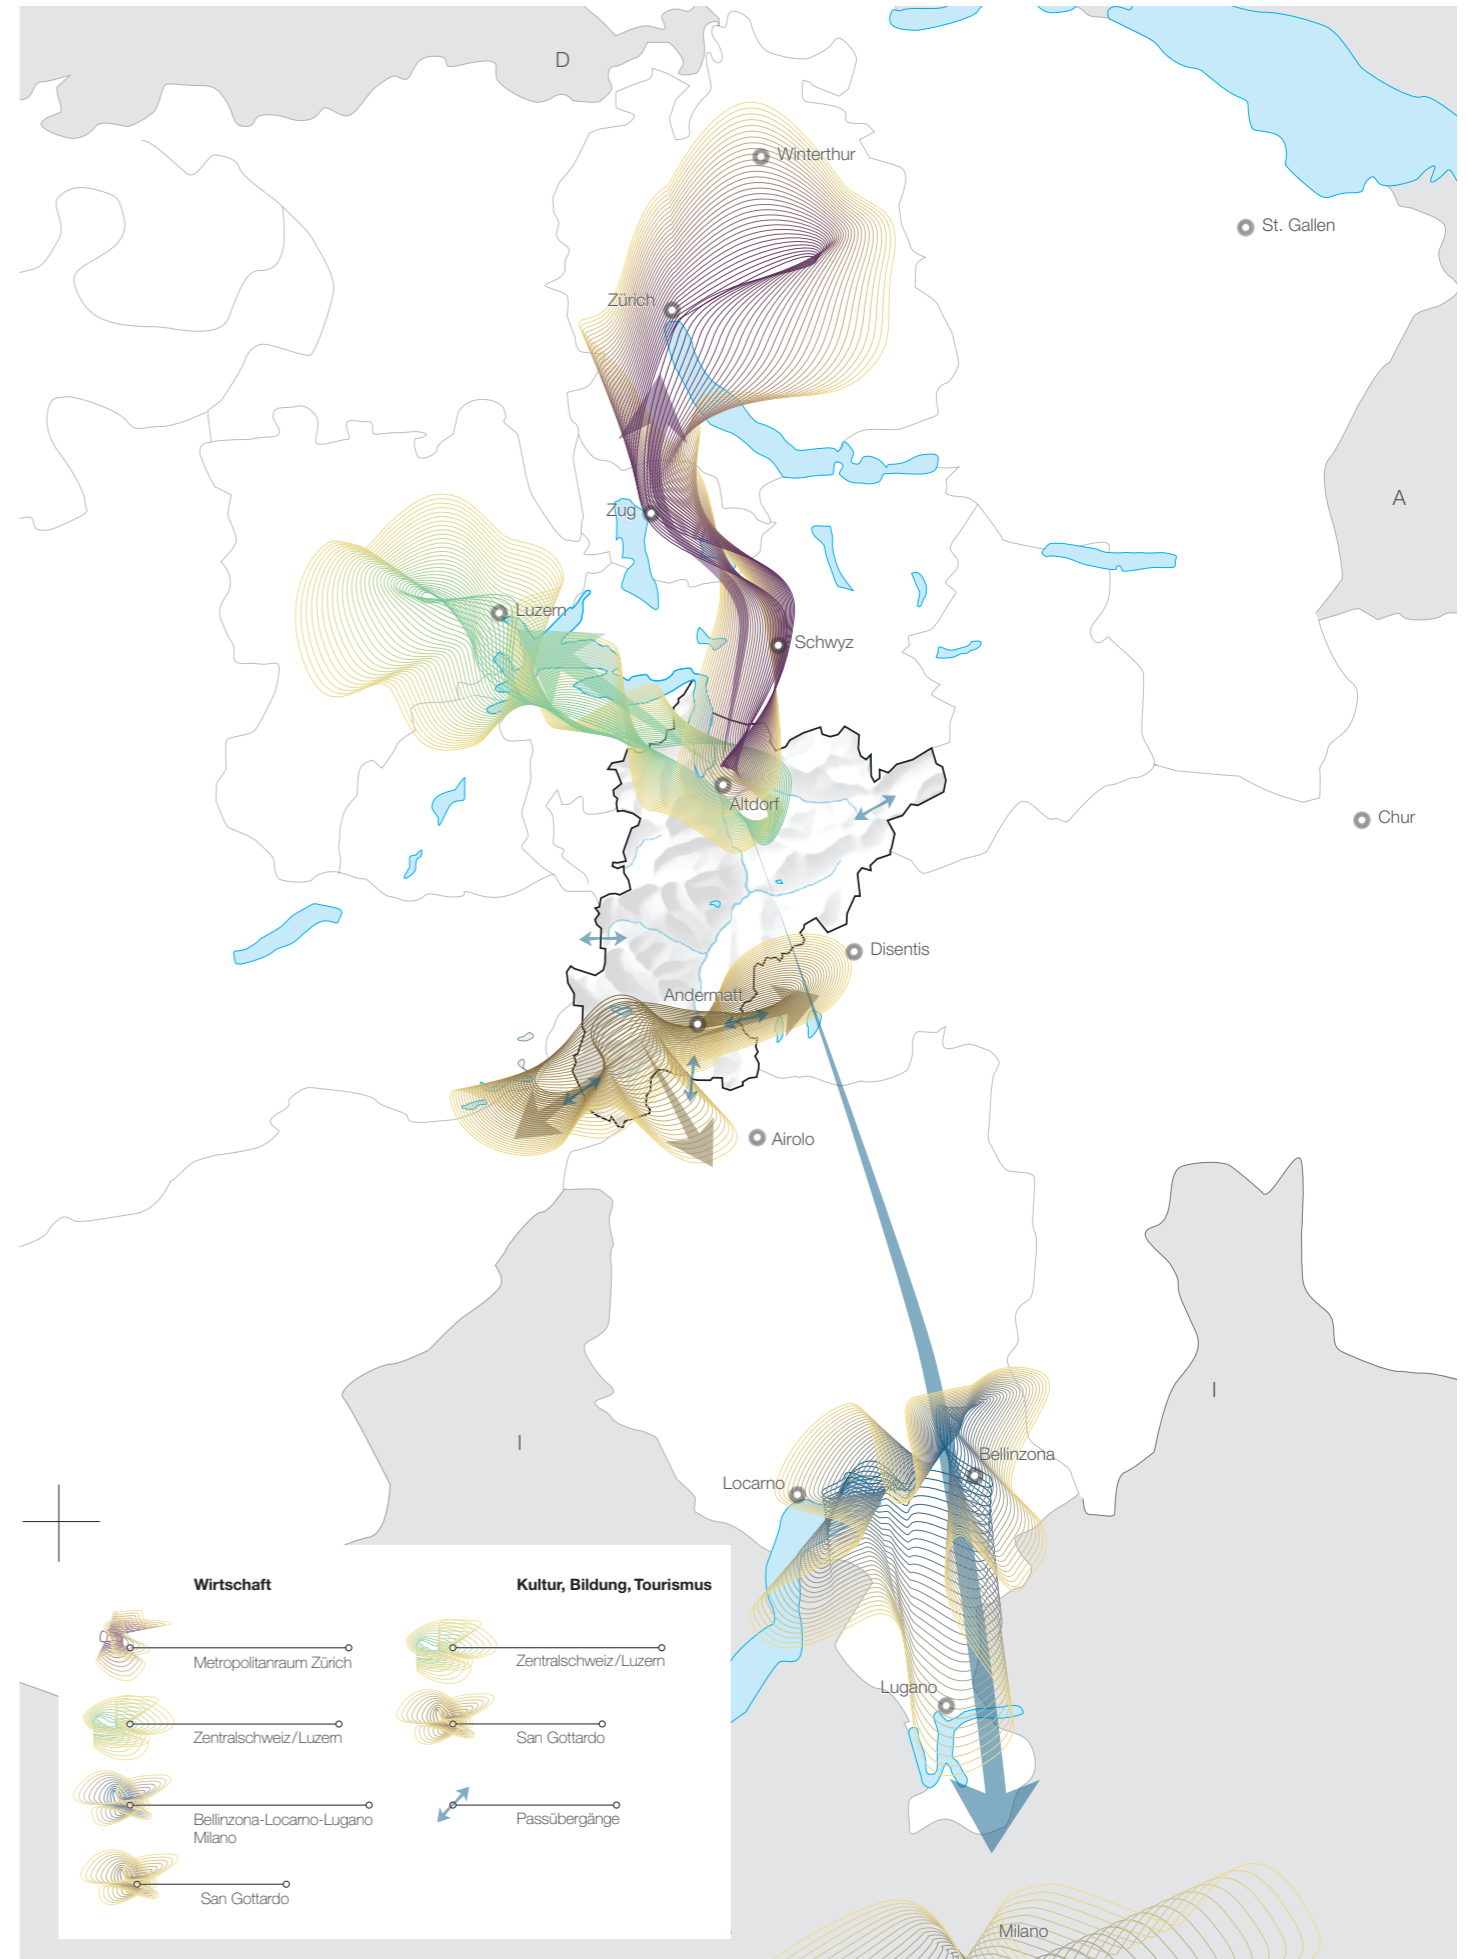 D
Winterthur
St. Gallen
Zürich
A
Zug
Luzern
Schwyz
Altdorf
Chur
Disentis
Andermatt
Airolo
I
I
Bellinzona
Locarno
Lugano
Milano
Wirtschaft
Metropolitanraum Zürich
Zentralschweiz/Luzern
Bellinzona-Locarno-Lugano
Milano
San Gottardo
Kultur, Bildung, Tourismus
Zentralschweiz/Luzern
San Gottardo
Passübergänge